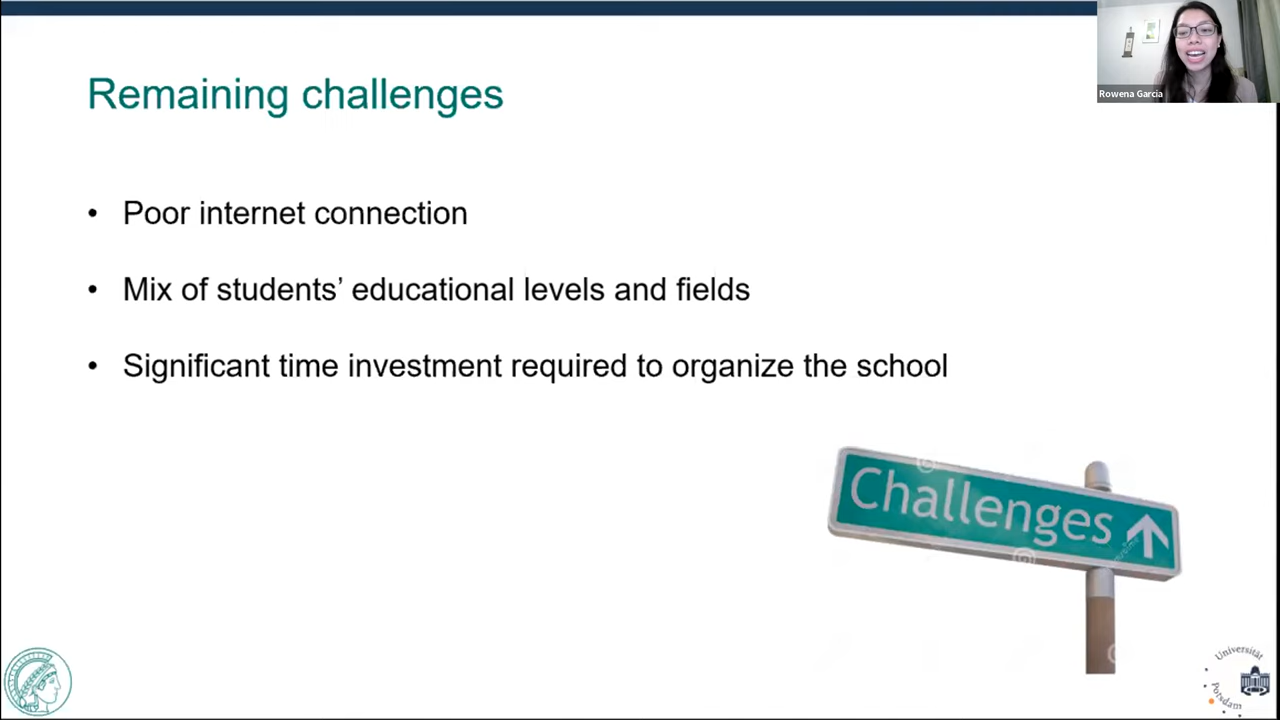 Remaining challenges
Rowena Garcia
• Poor internet connection
• Mix of students’ educational levels and fields
• Significant time investment required to organize the school
Challenges
Universität
Potsdam